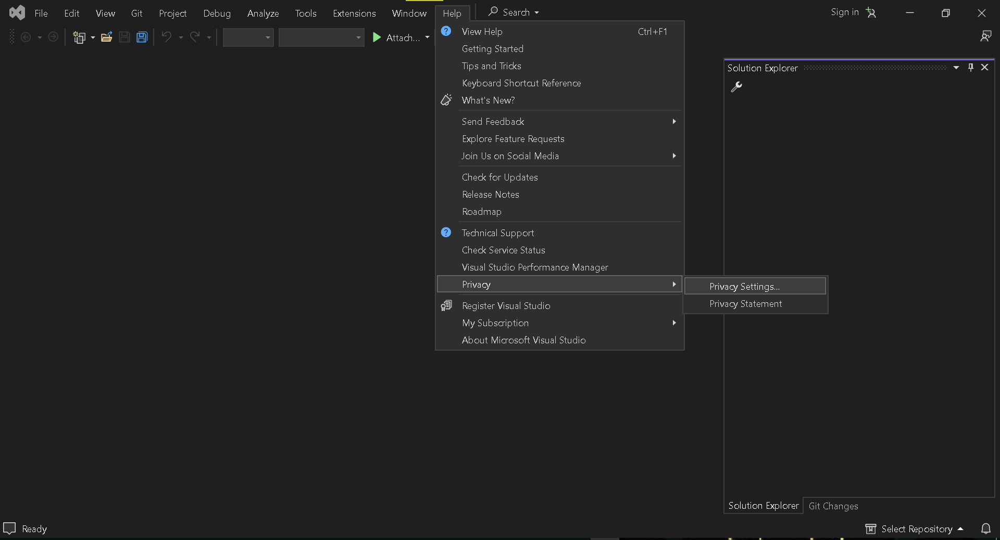 File Edit View Git Project Debug Analyze Tools Extensions Window Help Search Sign in
Attach...
View Help Ctrl+F1
Getting Started
Tips and Tricks
Keyboard Shortcut Reference
What's New?
Send Feedback
Explore Feature Requests
Join Us on Social Media
Check for Updates
Release Notes
Roadmap
Technical Support
Check Service Status
Visual Studio Performance Manager
Privacy
Register Visual Studio
My Subscription
About Microsoft Visual Studio
Privacy Settings...
Privacy Statement
Solution Explorer
Solution Explorer Git Changes
Ready Select Repository